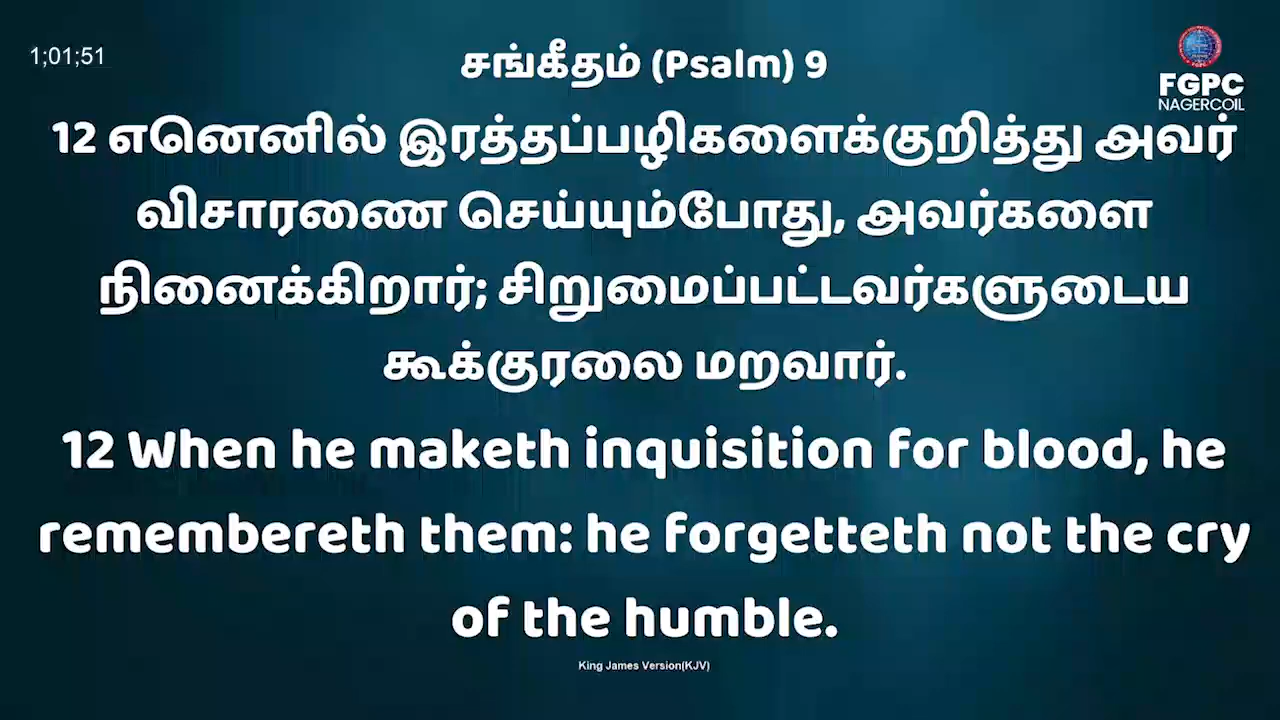 1;01;51
சங்கீதம் (Psalm) 9
FGPC
NAGERCOIL
12 எனெனில் இரத்தப்பழிகளைக்குறித்து அவர்
விசாரணை செய்யும்போது, அவர்களை
நினைக்கிறார்; சிறுமைப்பட்டவர்களுடைய
கூக்குரலை மறவார்.
12 When he maketh inquisition for blood, he
remembereth them: he forgetteth not the cry
of the humble.
King James Version(KJV)